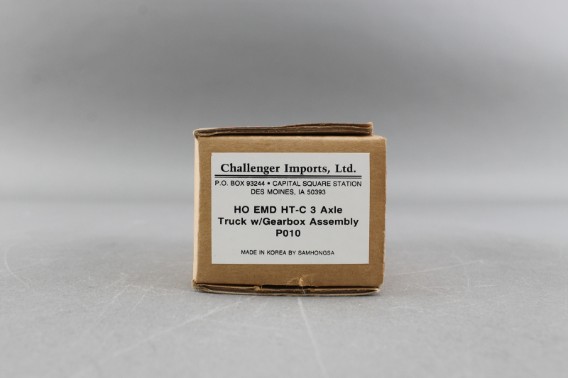 Challenger Imports, Ltd.
P.O. BOX 93244 • CAPITAL SQUARE STATION
DES MOINES, IA 50393
HO EMD HT-C 3 Axle
Truck w/Gearbox Assembly
P010
MADE IN KOREA BY SAMHONGSA